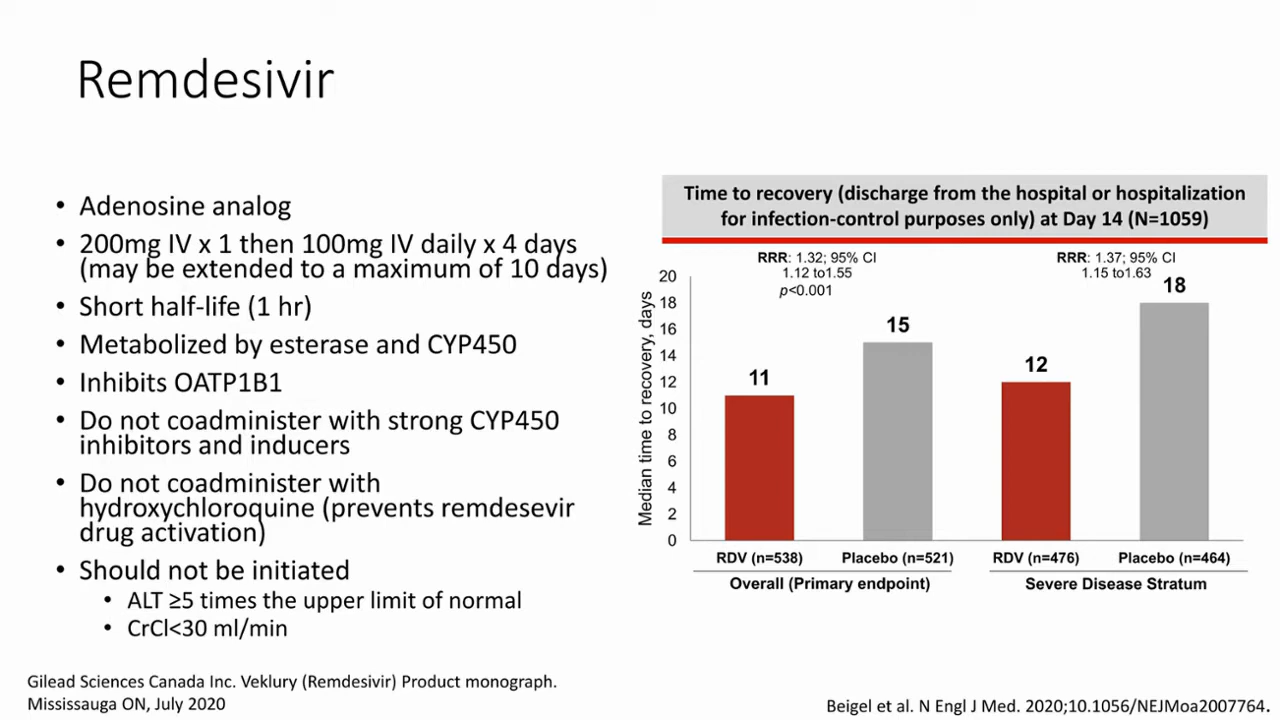 Remdesivir
• Adenosine analog
• 200mg IV x 1 then 100mg IV daily x 4 days
(may be extended to a maximum of 10 days)
• Short half-life (1 hr)
• Metabolized by esterase and CYP450
• Inhibits OATP1B1
• Do not coadminister with strong CYP450
inhibitors and inducers
• Do not coadminister with
hydroxychloroquine (prevents remdesevir
drug activation)
• Should not be initiated
• ALT ≥5 times the upper limit of normal
• CrCl<30 ml/min
Gilead Sciences Canada Inc. Veklury (Remdesivir) Product monograph.
Mississauga ON, July 2020
Time to recovery (discharge from the hospital or hospitalization
for infection-control purposes only) at Day 14 (N=1059)
RRR: 1.32; 95% CI
1.12 to1.55
p<0.001
RRR: 1.37; 95% CI
1.15 to1.63
Median time to recovery, days
20
18
16
14
12
10
8
6
4
2
0
11
15
12
18
RDV (n=538)
Placebo (n=521)
RDV (n=476)
Placebo (n=464)
Overall (Primary endpoint)
Severe Disease Stratum
Beigel et al. N Engl J Med. 2020;10.1056/NEJMoa2007764.